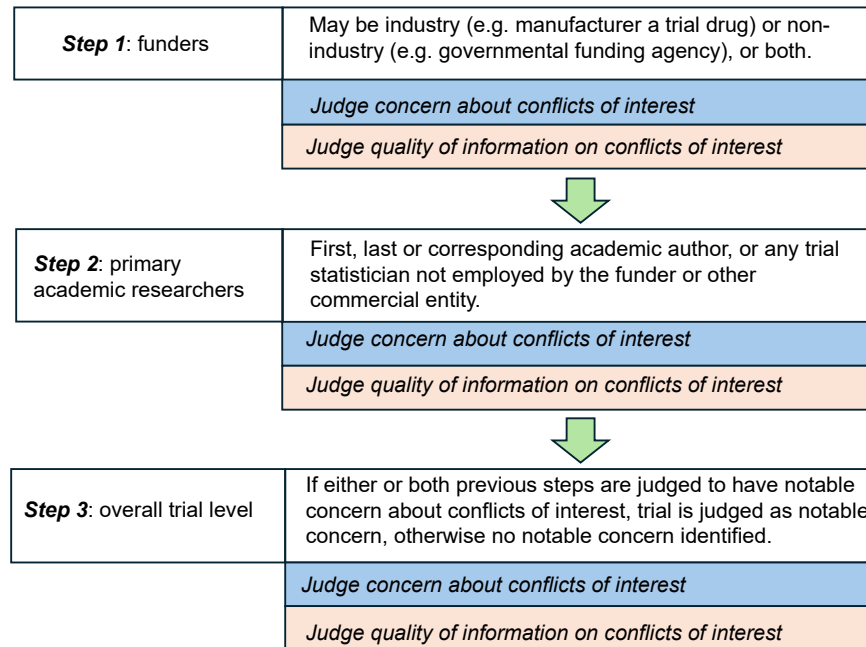 Step 1: funders
May be industry (e.g. manufacturer a trial drug) or non-
industry (e.g. governmental funding agency), or both.
Judge concern about conflicts of interest
Judge quality of information on conflicts of interest
Step 2: primary
academic researchers
First, last or corresponding academic author, or any trial
statistician not employed by the funder or other
commercial entity.
Judge concern about conflicts of interest
Judge quality of information on conflicts of interest
Step 3: overall trial level
If either or both previous steps are judged to have notable
concern about conflicts of interest, trial is judged as notable
concern, otherwise no notable concern identified.
Judge concern about conflicts of interest
Judge quality of information on conflicts of interest